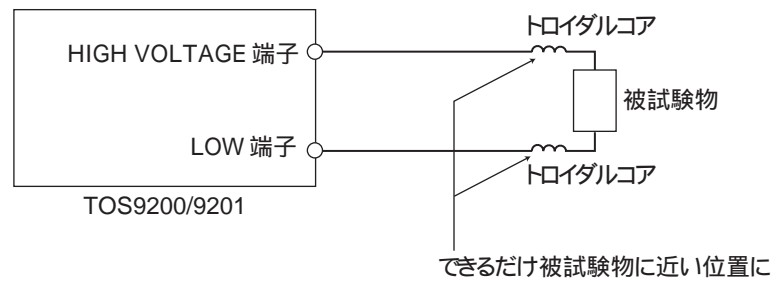 トロイダルコア
HIGH VOLTAGE 端子
被試験物
LOW 端子
トロイダルコア
TOS9200/9201
できるだけ被試験物に近い位置に